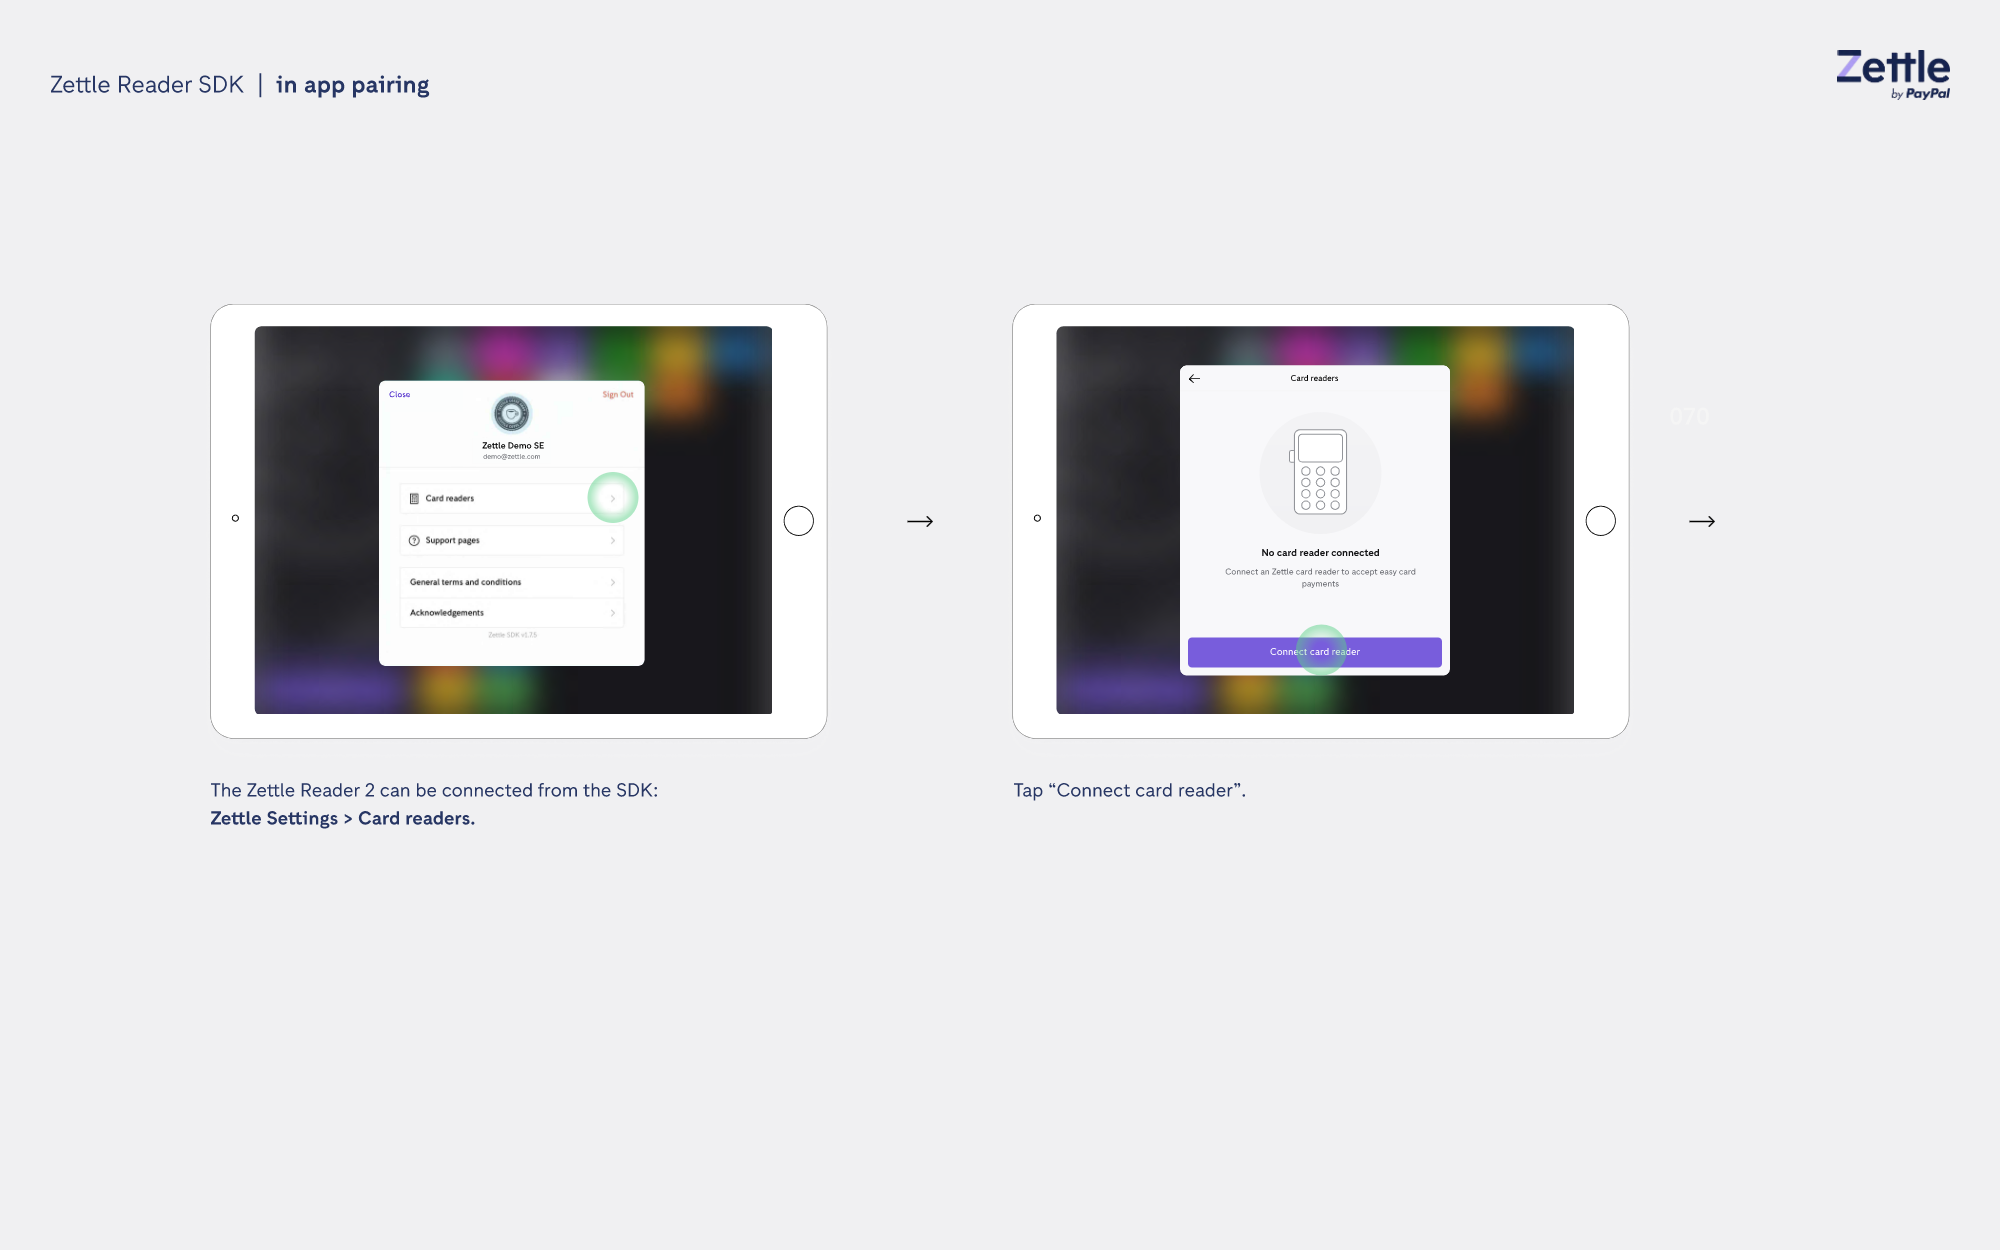 Zettle Reader SDK | in app pairing
Zettle
by PayPal
Close
Sign Out
Zettle Demo SE
demo@zettle.com
Card readers
Support pages
General terms and conditions
Acknowledgements
Zettle SDK v1.7.5
Card readers
No card reader connected
Connect an Zettle card reader to accept easy card
payments
Connect card reader
070
The Zettle Reader 2 can be connected from the SDK:
Zettle Settings > Card readers.
Tap “Connect card reader”.